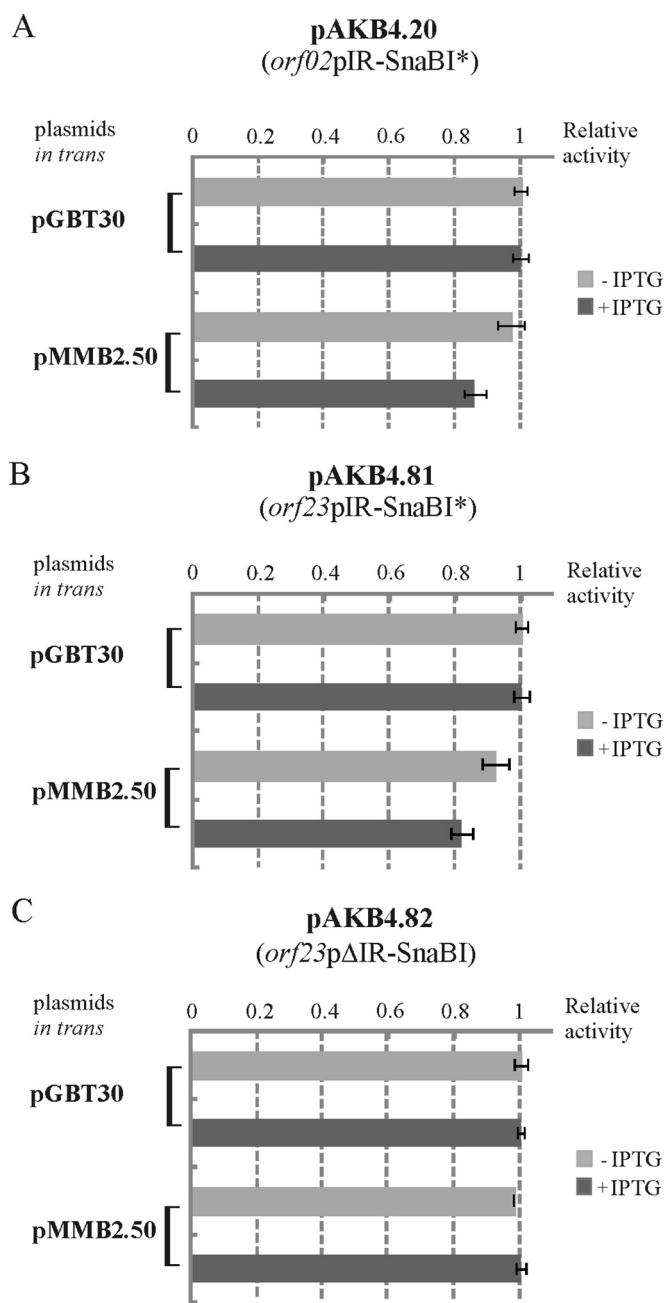 A
pAKB4.20
(orf02pIR-SnaBI*)
plasmids
in trans
0 0.2 0.4 0.6 0.8 1
Relative
activity
pGBT30
- IPTG
+IPTG
pMMB2.50
B
pAKB4.81
(orf23pIR-SnaBI*)
plasmids
in trans
0 0.2 0.4 0.6 0.8 1
Relative
activity
pGBT30
- IPTG
+IPTG
pMMB2.50
C
pAKB4.82
(orf23pΔIR-SnaBI)
plasmids
in trans
0 0.2 0.4 0.6 0.8 1
Relative
activity
pGBT30
- IPTG
+IPTG
pMMB2.50